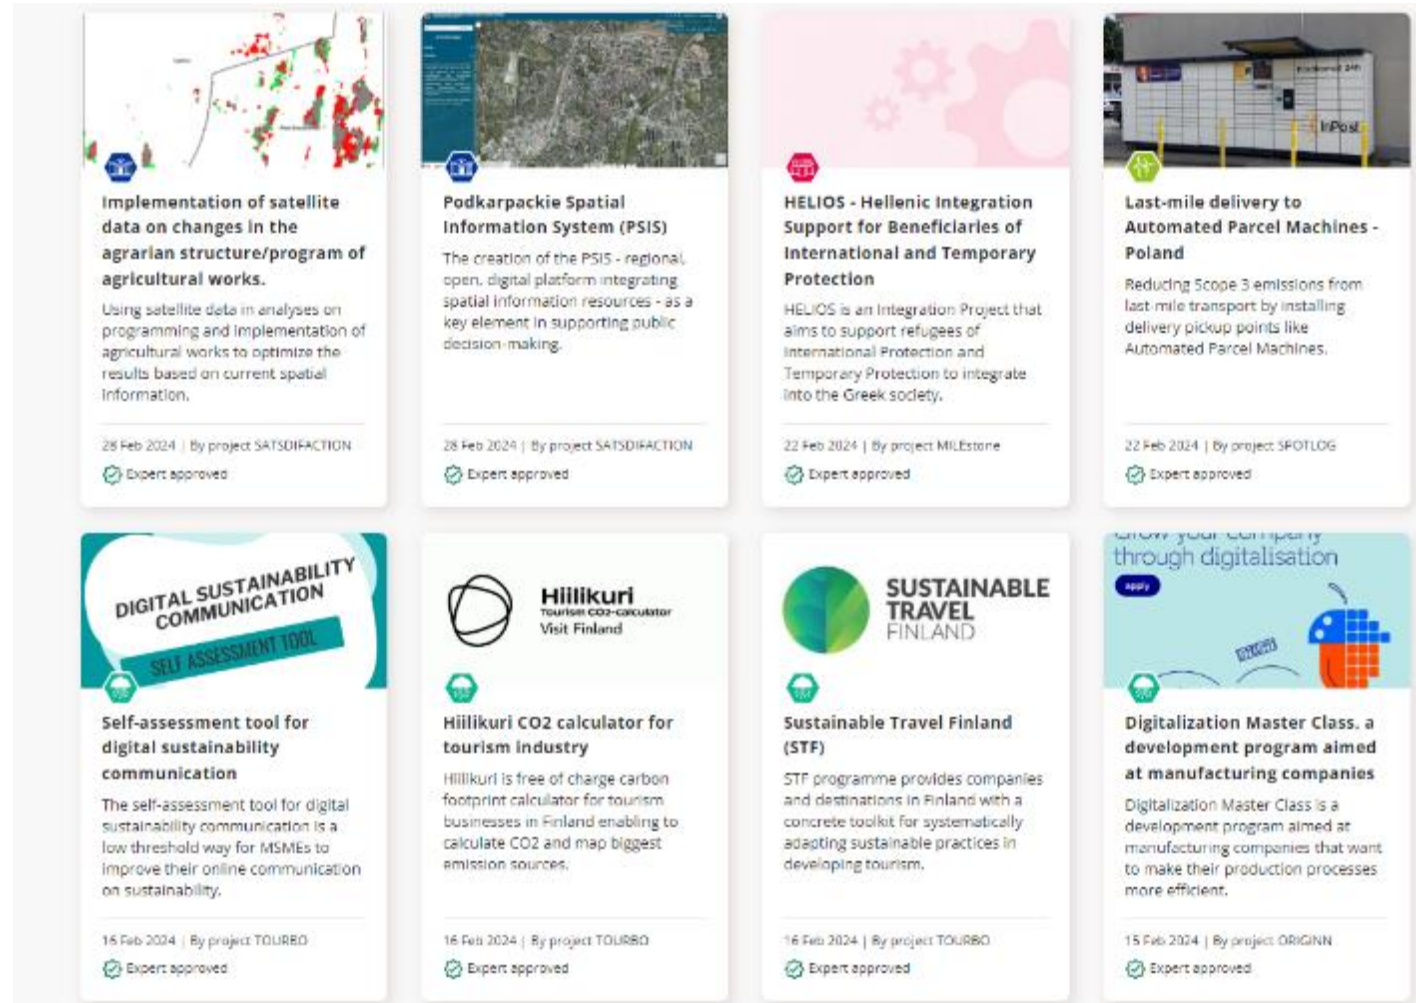 Implementation of satellite
data on changes in the
agrarian structure/program of
agricultural works.
Using satellite data in analyses on
programming and implementation of
agricultural works to optimize the
results based on current spatial
information.
28 Feb 2024 | By project SATSDIFACTION
Expert approved
Podkarpackie Spatial
Information System (PSIS)
The creation of the PSIS - regional,
open, digital platform integrating
spatial information resources - as a
key element in supporting public
decision-making.
28 Feb 2024 | By project SATSDIFACTION
Expert approved
HELIOS - Hellenic Integration
Support for Beneficiaries of
International and Temporary
Protection
HELIOS is an Integration Project that
aims to support refugees of
International Protection and
Temporary Protection to integrate
into the Greek society.
22 Feb 2024 | By project MILEstone
Expert approved
InPost
Last-mile delivery to
Automated Parcel Machines -
Poland
Reducing Scope 3 emissions from
last-mile transport by installing
delivery pickup points like
Automated Parcel Machines.
22 Feb 2024 | By project SPOTLOG
Expert approved
DIGITAL SUSTAINABILITY
COMMUNICATION
SELF ASSESSMENT TOOL
Self-assessment tool for
digital sustainability
communication
The self-assessment tool for digital
sustainability communication is a
low threshold way for MSMEs to
improve their online communication
on sustainability.
16 Feb 2024 | By project TOURBO
Expert approved
Hiilikuri
Tourism CO2-calculator
Visit Finland
Hiilikuri CO2 calculator for
tourism industry
Hiilikuri is free of charge carbon
footprint calculator for tourism
businesses in Finland enabling to
calculate CO2 and map biggest
emission sources.
16 Feb 2024 | By project TOURBO
Expert approved
SUSTAINABLE
TRAVEL
FINLAND
Sustainable Travel Finland
(STF)
STF programme provides companies
and destinations in Finland with a
concrete toolkit for systematically
adapting sustainable practices in
developing tourism.
16 Feb 2024 | By project TOURBO
Expert approved
Grow your company
through digitalisation
apply
Digitalization Master Class, a
development program aimed
at manufacturing companies
Digitalization Master Class is a
development program aimed at
manufacturing companies that want
to make their production processes
more efficient.
15 Feb 2024 | By project ORIGINN
Expert approved